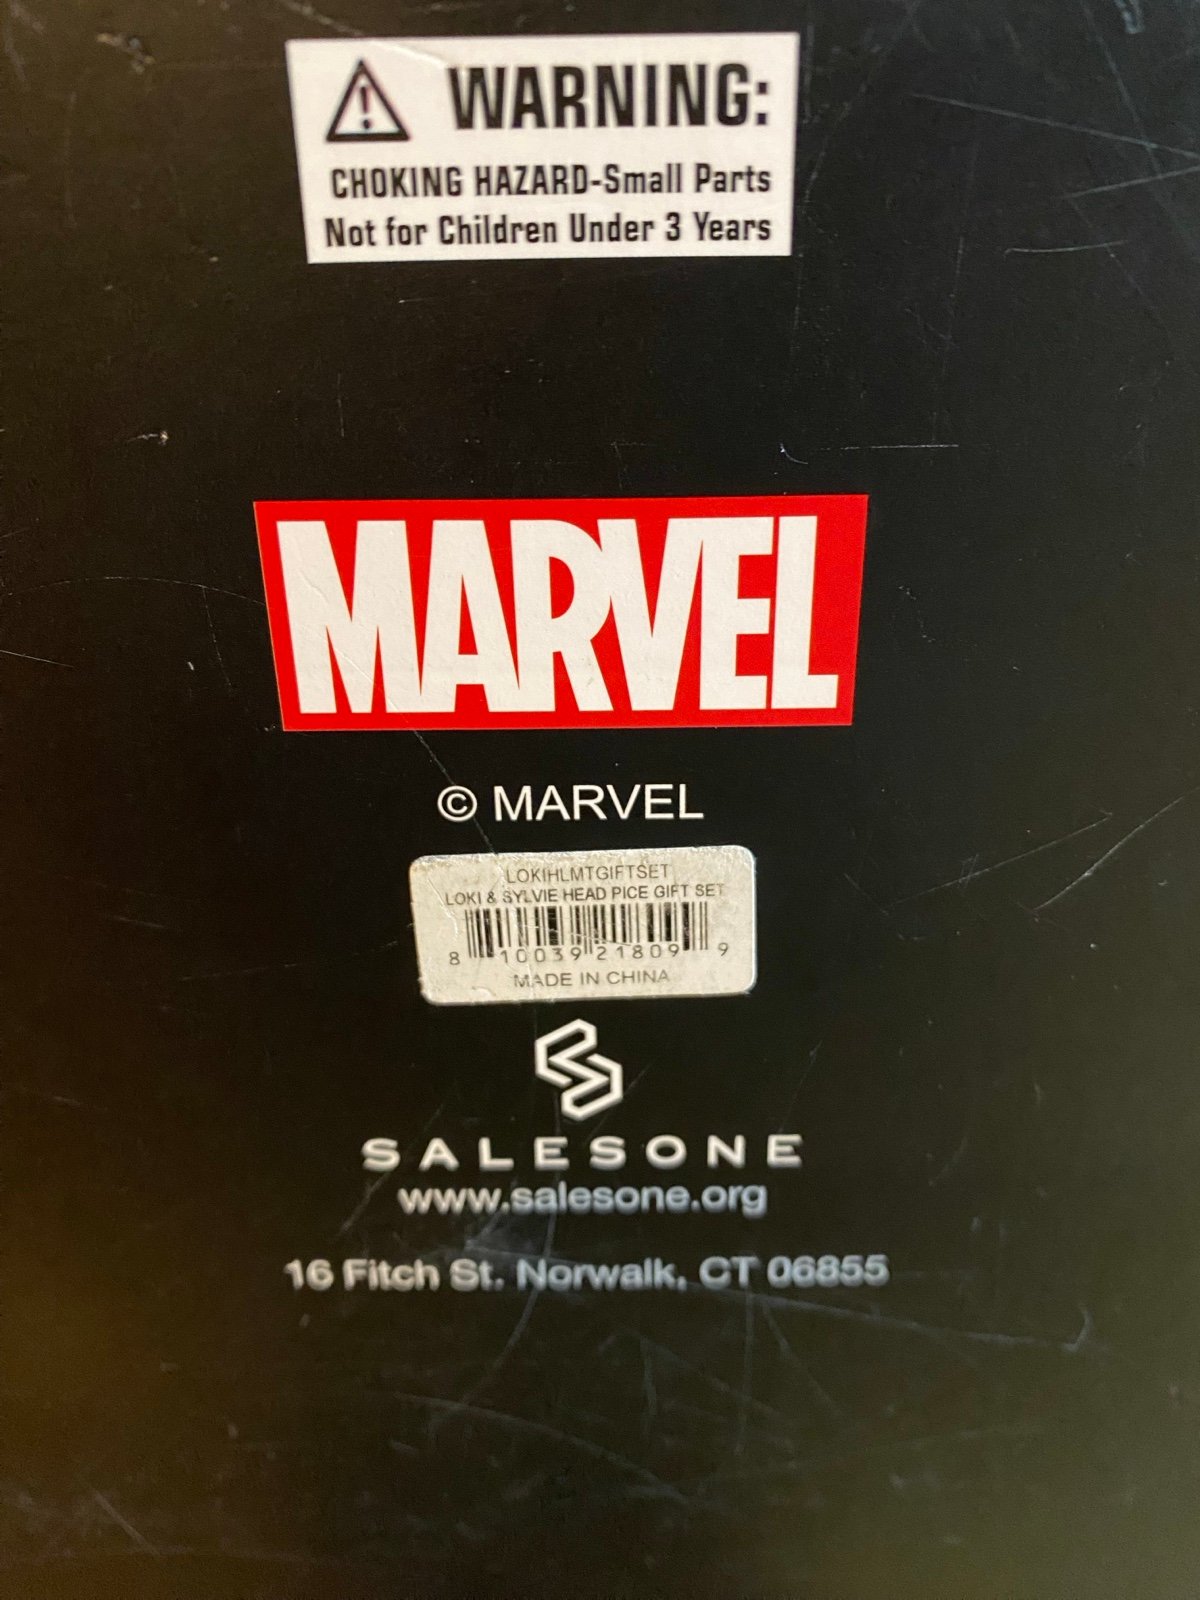 WARNING:
CHOKING HAZARD-Small Parts
Not for Children Under 3 Years
MARVEL
© MARVEL
LOKIHLMTGIFTSET
LOKI & SYLVIE HEAD PICE GIFT SET
8 10039 21809 9
MADE IN CHINA
SALESONE
www.salesone.org
16 Fitch St. Norwalk, CT 06855